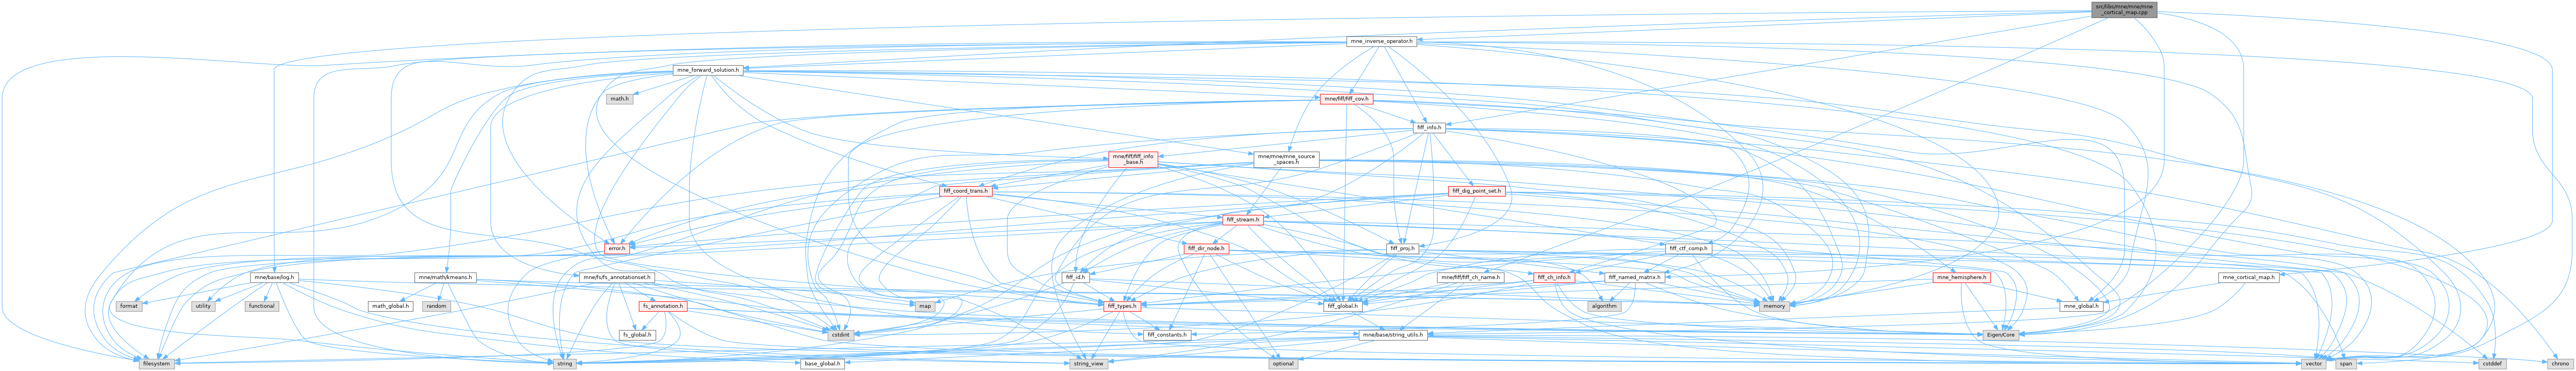 src/libs/mne/mne/mne
_cortical_map.cpp
mne_inverse_operator.h
mne_forward_solution.h
math.h
mne/fiff/fiff_cov.h
fiff_info.h
mne/fiff/fiff_info
_base.h
mne/mne/mne_source
_spaces.h
fiff_coord_trans.h
fiff_dig_point_set.h
fiff_stream.h
error.h
fiff_dir_node.h
fiff_proj.h
fiff_ctf_comp.h
mne/base/log.h
mne/math/kmeans.h
mne/fs/fs_annotationset.h
fiff_id.h
mne/fiff/fiff_ch_name.h
fiff_ch_info.h
fiff_named_matrix.h
mne_hemisphere.h
mne_cortical_map.h
format
utility
functional
math_global.h
random
fs_annotation.h
map
fiff_types.h
fiff_global.h
algorithm
memory
mne_global.h
fs_global.h
cstdint
fiff_constants.h
mne/base/string_utils.h
Eigen/Core
filesystem
string
base_global.h
string_view
optional
vector
span
cstddef
chrono